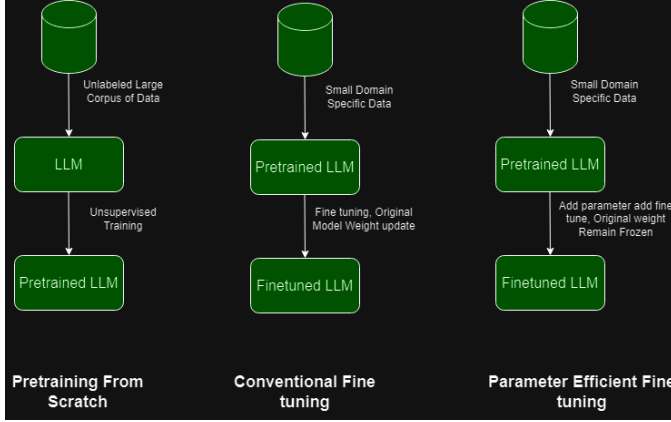 Unlabeled Large
Corpus of Data
LLM
Unsupervised
Training
Pretrained LLM
Pretraining From
Scratch
Small Domain
Specific Data
Pretrained LLM
Fine tuning, Original
Model Weight update
Finetuned LLM
Conventional Fine
tuning
Small Domain
Specific Data
Pretrained LLM
Add parameter add fine
tune, Original weight
Remain Frozen
Finetuned LLM
Parameter Efficient Fine
tuning